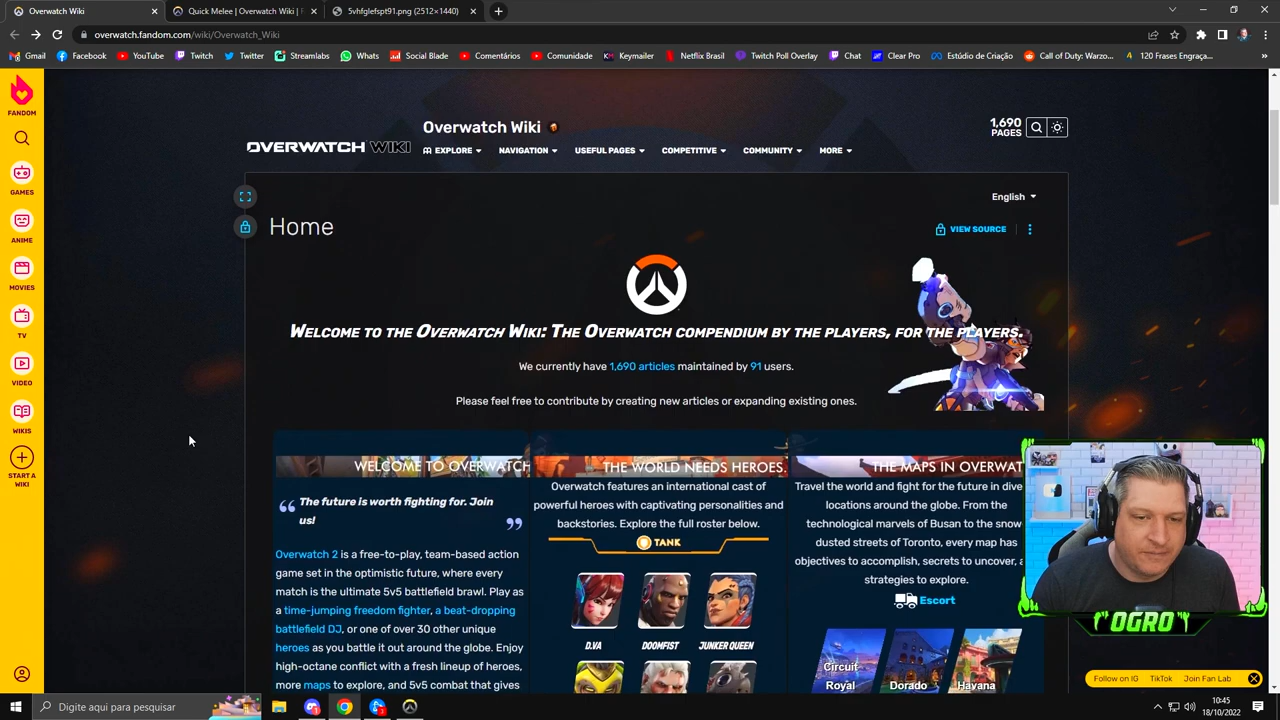 Overwatch Wiki
Quick Melee | Overwatch Wiki | F
5vhfglefspt91.png (2512×1440)
overwatch.fandom.com/wiki/Overwatch_Wiki
Gmail
Facebook
YouTube
Twitch
Twitter
Streamlabs
Whats
Social Blade
Comentários
Comunidade
Keymailer
Netflix Brasil
Twitch Poll Overlay
Chat
Clear Pro
Estúdio de Criação
Call of Duty: Warzo...
120 Frases Engraça...
FANDOM
GAMES
ANIME
MOVIES
TV
VIDEO
WIKIS
START A
WIKI
OVERWATCH WIKI
Overwatch Wiki
1,690
PAGES
EXPLORE
NAVIGATION
USEFUL PAGES
COMPETITIVE
COMMUNITY
MORE
English
Home
VIEW SOURCE
WELCOME TO THE OVERWATCH WIKI: THE OVERWATCH COMPENDIUM BY THE PLAYERS, FOR THE PLAYERS.
We currently have 1,690 articles maintained by 91 users.
Please feel free to contribute by creating new articles or expanding existing ones.
WELCOME TO OVERWATCH
The future is worth fighting for. Join
us!
Overwatch 2 is a free-to-play, team-based action
game set in the optimistic future, where every
match is the ultimate 5v5 battlefield brawl. Play as
a time-jumping freedom fighter, a beat-dropping
battlefield DJ, or one of over 30 other unique
heroes as you battle it out around the globe. Enjoy
high-octane conflict with a fresh lineup of heroes,
more maps to explore, and 5v5 combat that gives
THE WORLD NEEDS HEROES.
Overwatch features an international cast of
powerful heroes with captivating personalities and
backstories. Explore the full roster below.
TANK
D.VA
DOOMFIST
JUNKER QUEEN
THE MAPS IN OVERWAT
Travel the world and fight for the future in dive
locations around the globe. From the
technological marvels of Busan to the snow
dusted streets of Toronto, every map has
objectives to accomplish, secrets to uncover, a
strategies to explore.
Escort
Circuit
Royal
Dorado
Havana
OGRO
Follow on IG
TikTok
Join Fan Lab
Digite aqui para pesquisar
3
10:45
18/10/2022